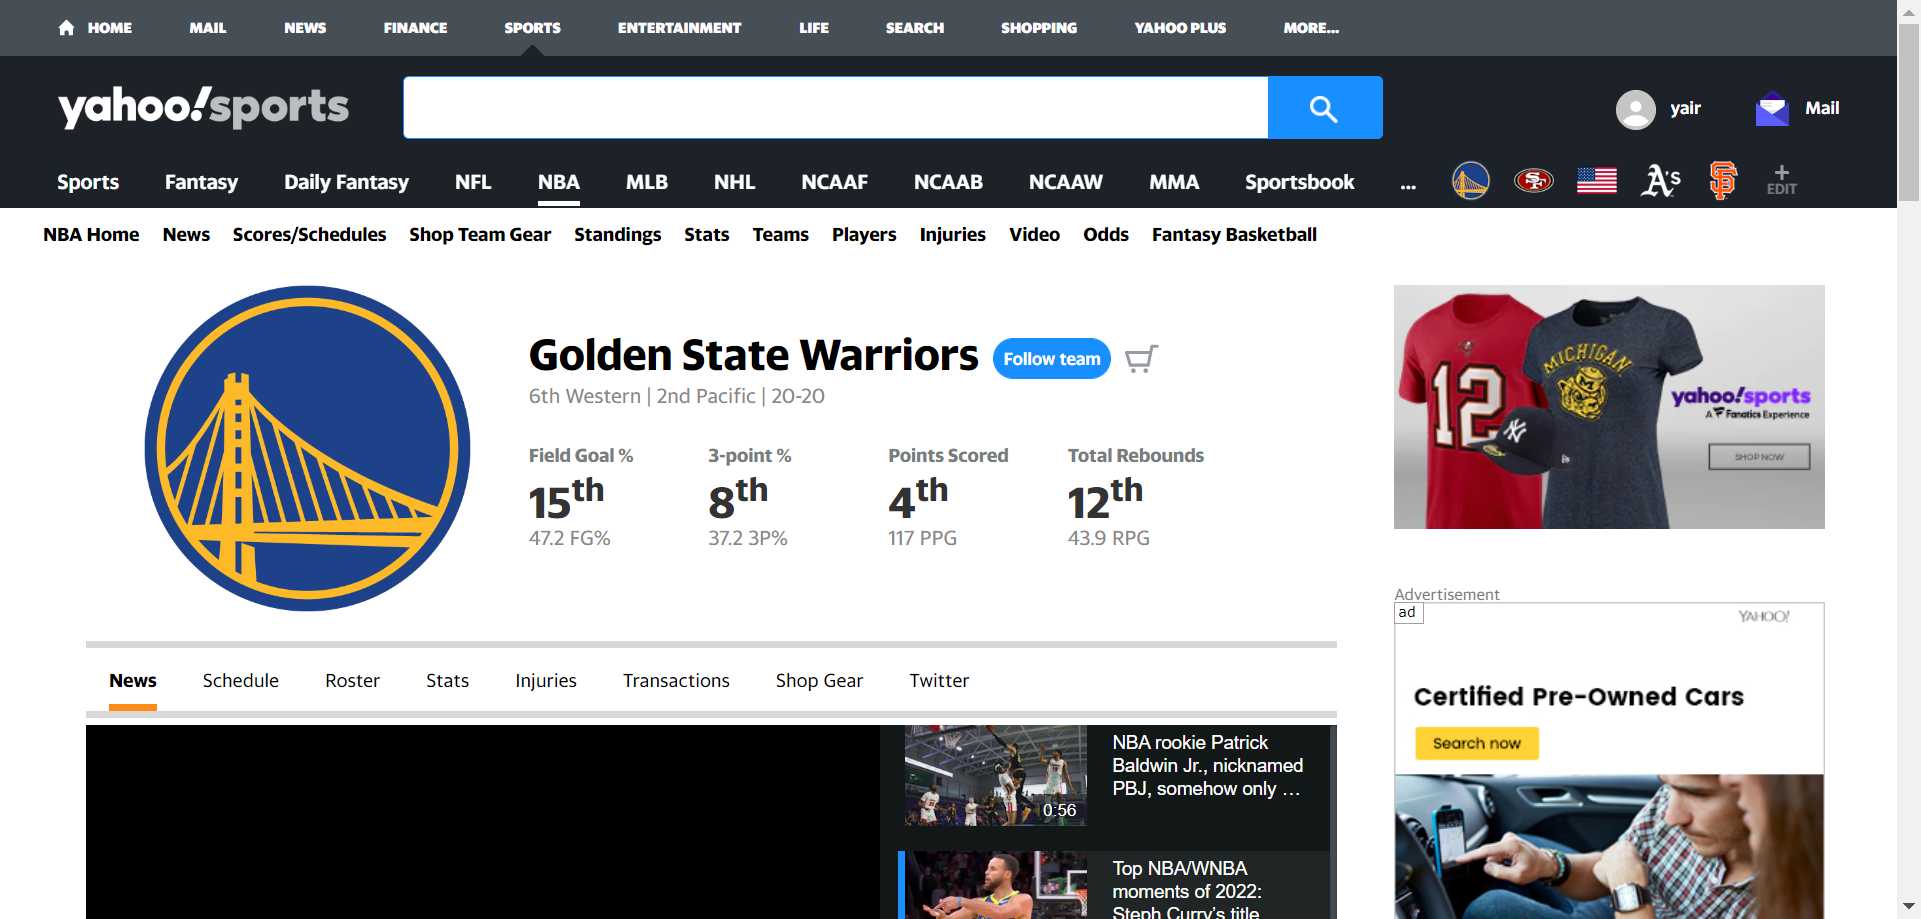 HOME MAIL NEWS FINANCE SPORTS ENTERTAINMENT LIFE SEARCH SHOPPING YAHOO PLUS MORE...
yahoo!sports
yair Mail
Sports Fantasy Daily Fantasy NFL NBA MLB NHL NCAAF NCAAB NCAAW MMA Sportsbook ...
SF A's SF + EDIT
NBA Home News Scores/Schedules Shop Team Gear Standings Stats Teams Players Injuries Video Odds Fantasy Basketball
Golden State Warriors Follow team
6th Western | 2nd Pacific | 20-20
Field Goal % 3-point % Points Scored Total Rebounds
15th 8th 4th 12th
47.2 FG% 37.2 3P% 117 PPG 43.9 RPG
12
MICHIGAN
NY
yahoo!sports
A Fanatics Experience
SHOP NOW
News Schedule Roster Stats Injuries Transactions Shop Gear Twitter
NBA rookie Patrick
Baldwin Jr., nicknamed
PBJ, somehow only ...
0:56
Top NBA/WNBA
moments of 2022:
Steph Curry's title
Advertisement
ad
YAHOO!
Certified Pre-Owned Cars
Search now